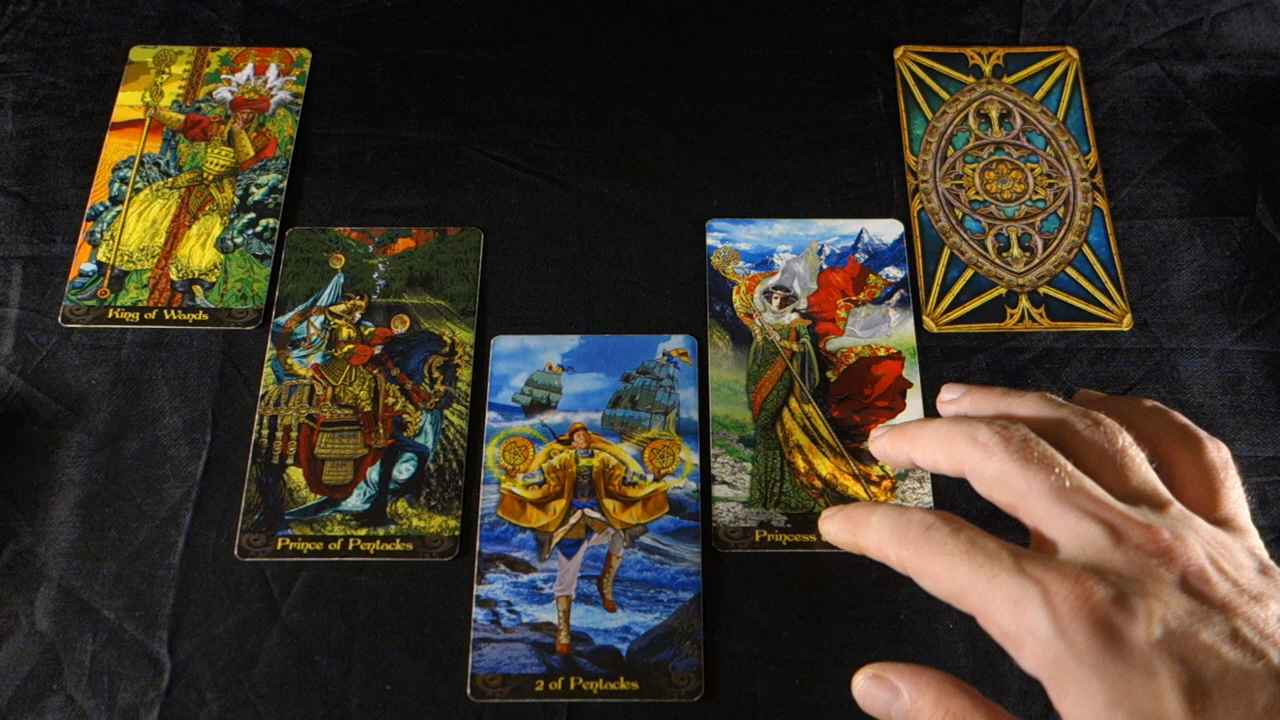 King of Wands
Prince of Pentacles
2 of Pentacles
Princess